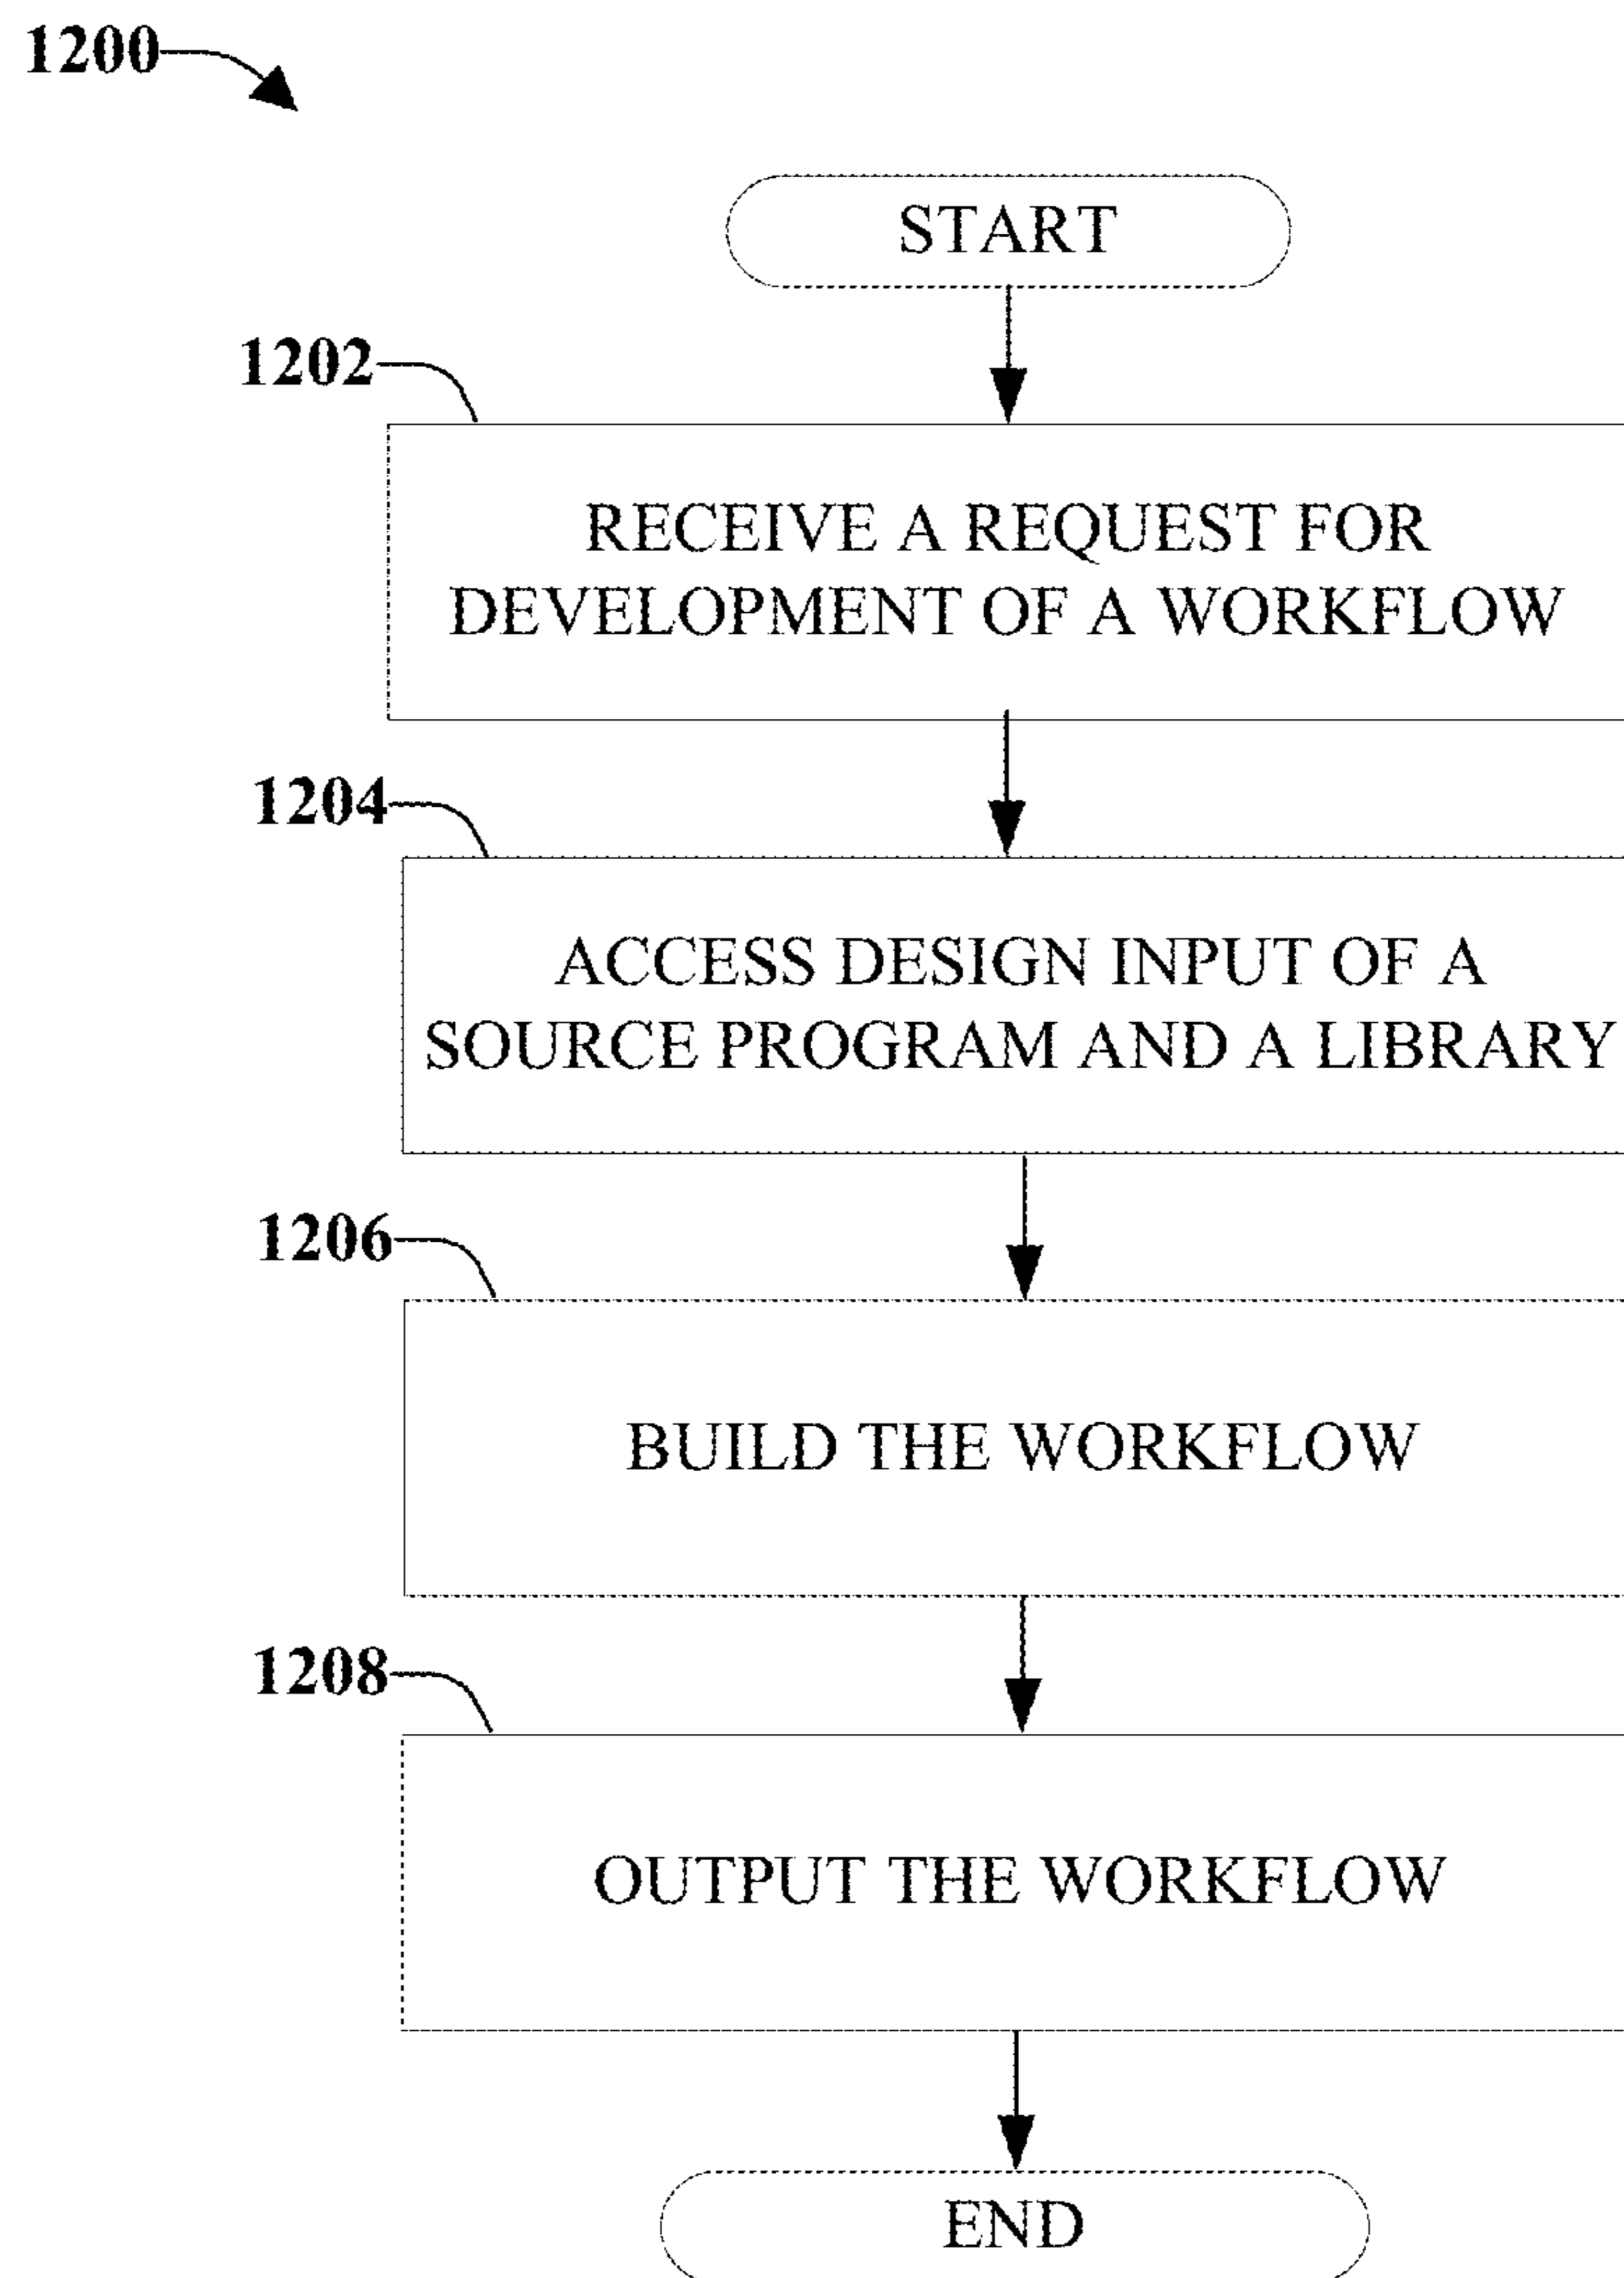 1200
START
1202
RECEIVE A REQUEST FOR
DEVELOPMENT OF A WORKFLOW
1204
ACCESS DESIGN INPUT OF A
SOURCE PROGRAM AND A LIBRARY
1206
BUILD THE WORKFLOW
1208
OUTPUT THE WORKFLOW
END